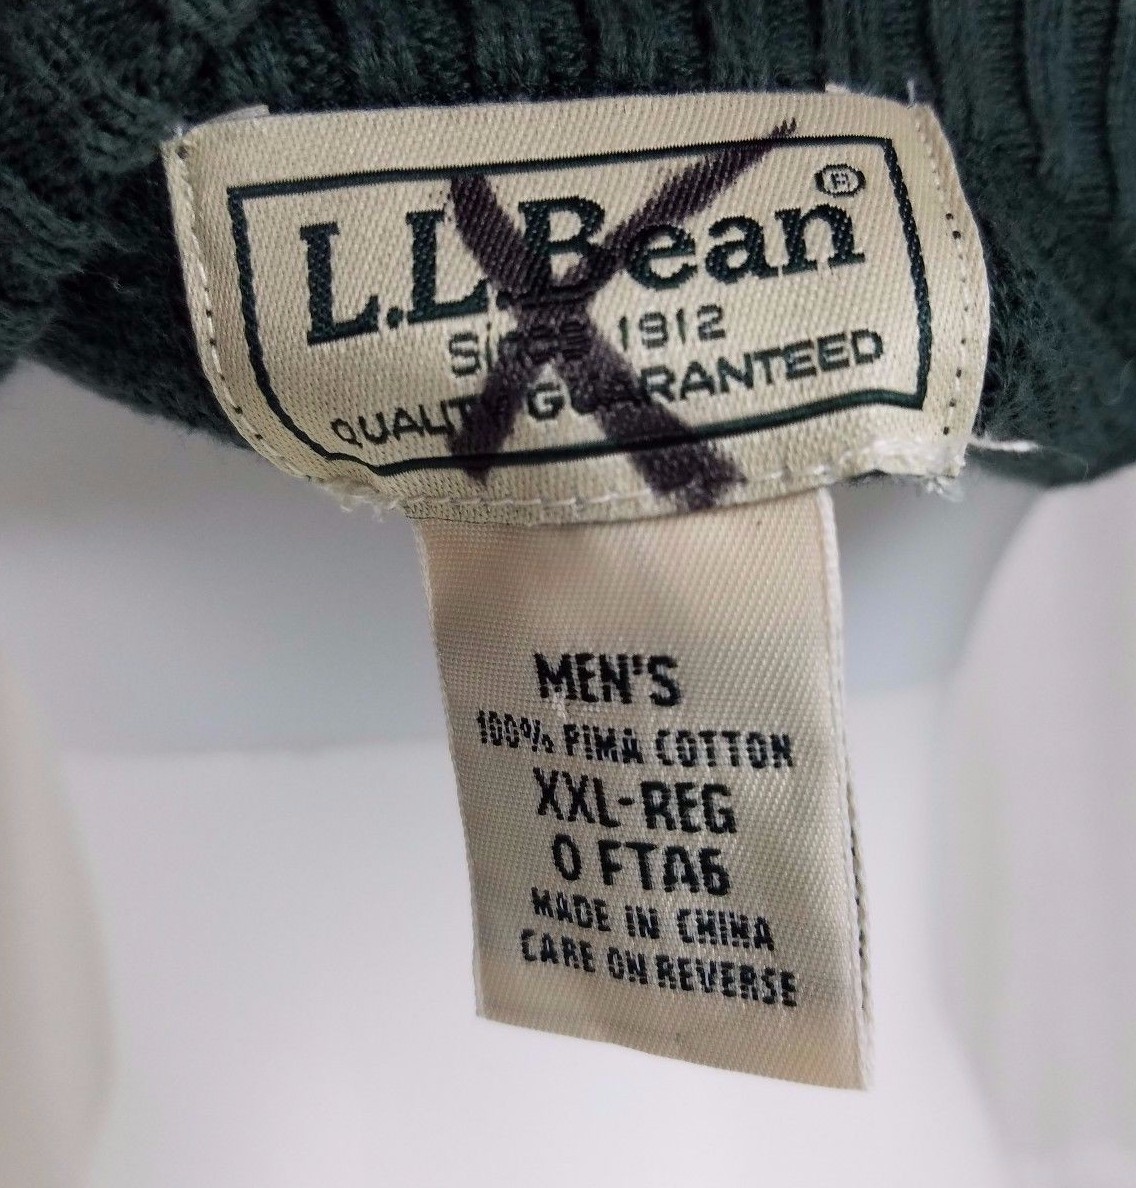 L.L.Bean®
Since 1912
QUALITY GUARANTEED
MEN'S
100% PIMA COTTON
XXL-REG
0 FTA6
MADE IN CHINA
CARE ON REVERSE